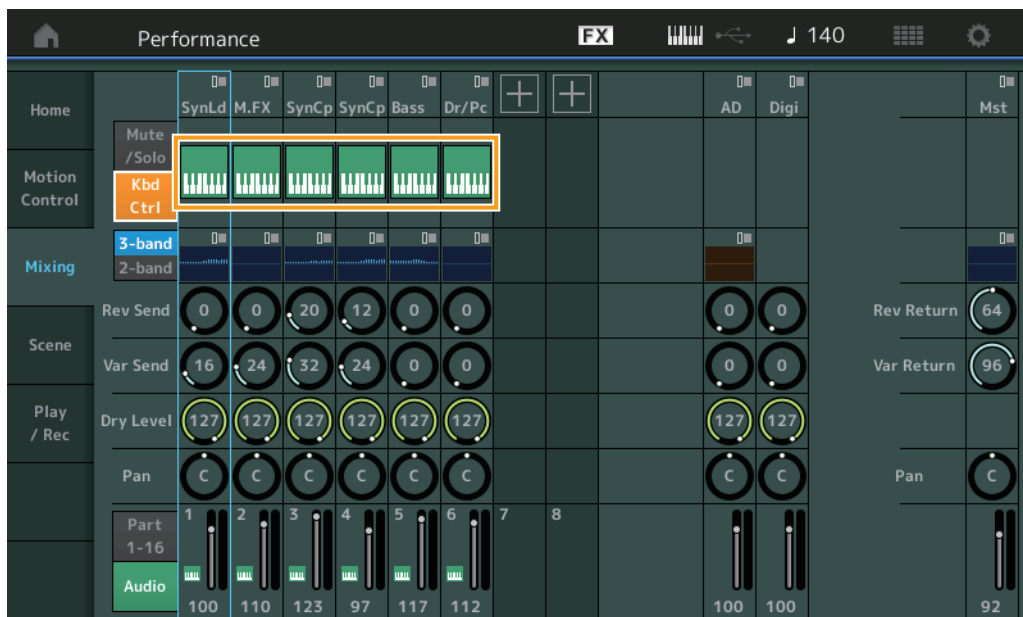 Performance FX 140
SynLd M.FX SynCp SynCp Bass Dr/Pc AD Digi Mst
Home
Mute
/Solo
Motion
Control
Kbd
Ctrl
3-band
2-band
Mixing
Rev Send 0 0 20 12 0 0 0 0 Rev Return 64
Scene
Var Send 16 24 32 24 0 0 0 0 Var Return 96
Play
/ Rec
Dry Level 127 127 127 127 127 127 127 127
Pan C C C C C C C C Pan C
Part
1-16
1 2 3 4 5 6 7 8
Audio
100 110 123 97 117 112 100 100 92